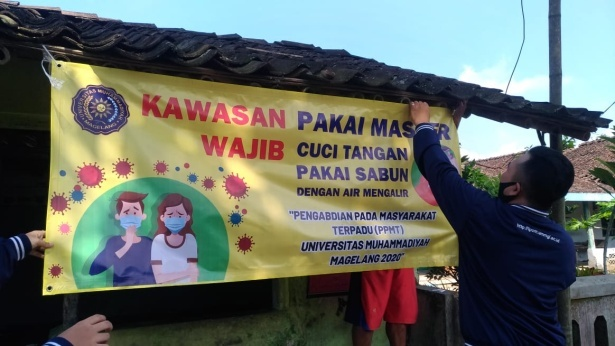 KAWASAN PAKAI MASKER
WAJIB CUCI TANGAN
PAKAI SABUN
DENGAN AIR MENGALIR
"PENGABDIAN PADA MASYARAKAT
TERPADU (PPMT)
UNIVERSITAS MUHAMMADIYAH
MAGELANG 2020"
MAGELANG